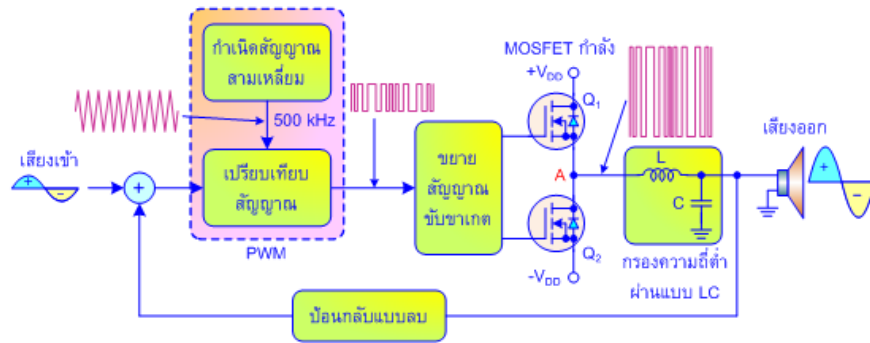 กำเนิดสัญญาณ
สามเหลี่ยม
MOSFET กำลัง
+VDD
Q1
500 kHz
เสียงเข้า
+
−
+
เปรียบเทียบ
สัญญาณ
PWM
ขยาย
สัญญาณ
ขับขาเกต
A
L
C
เสียงออก
+
−
Q2
-VDD
กรองความถี่ต่ำ
ผ่านแบบ LC
ป้อนกลับแบบลบ